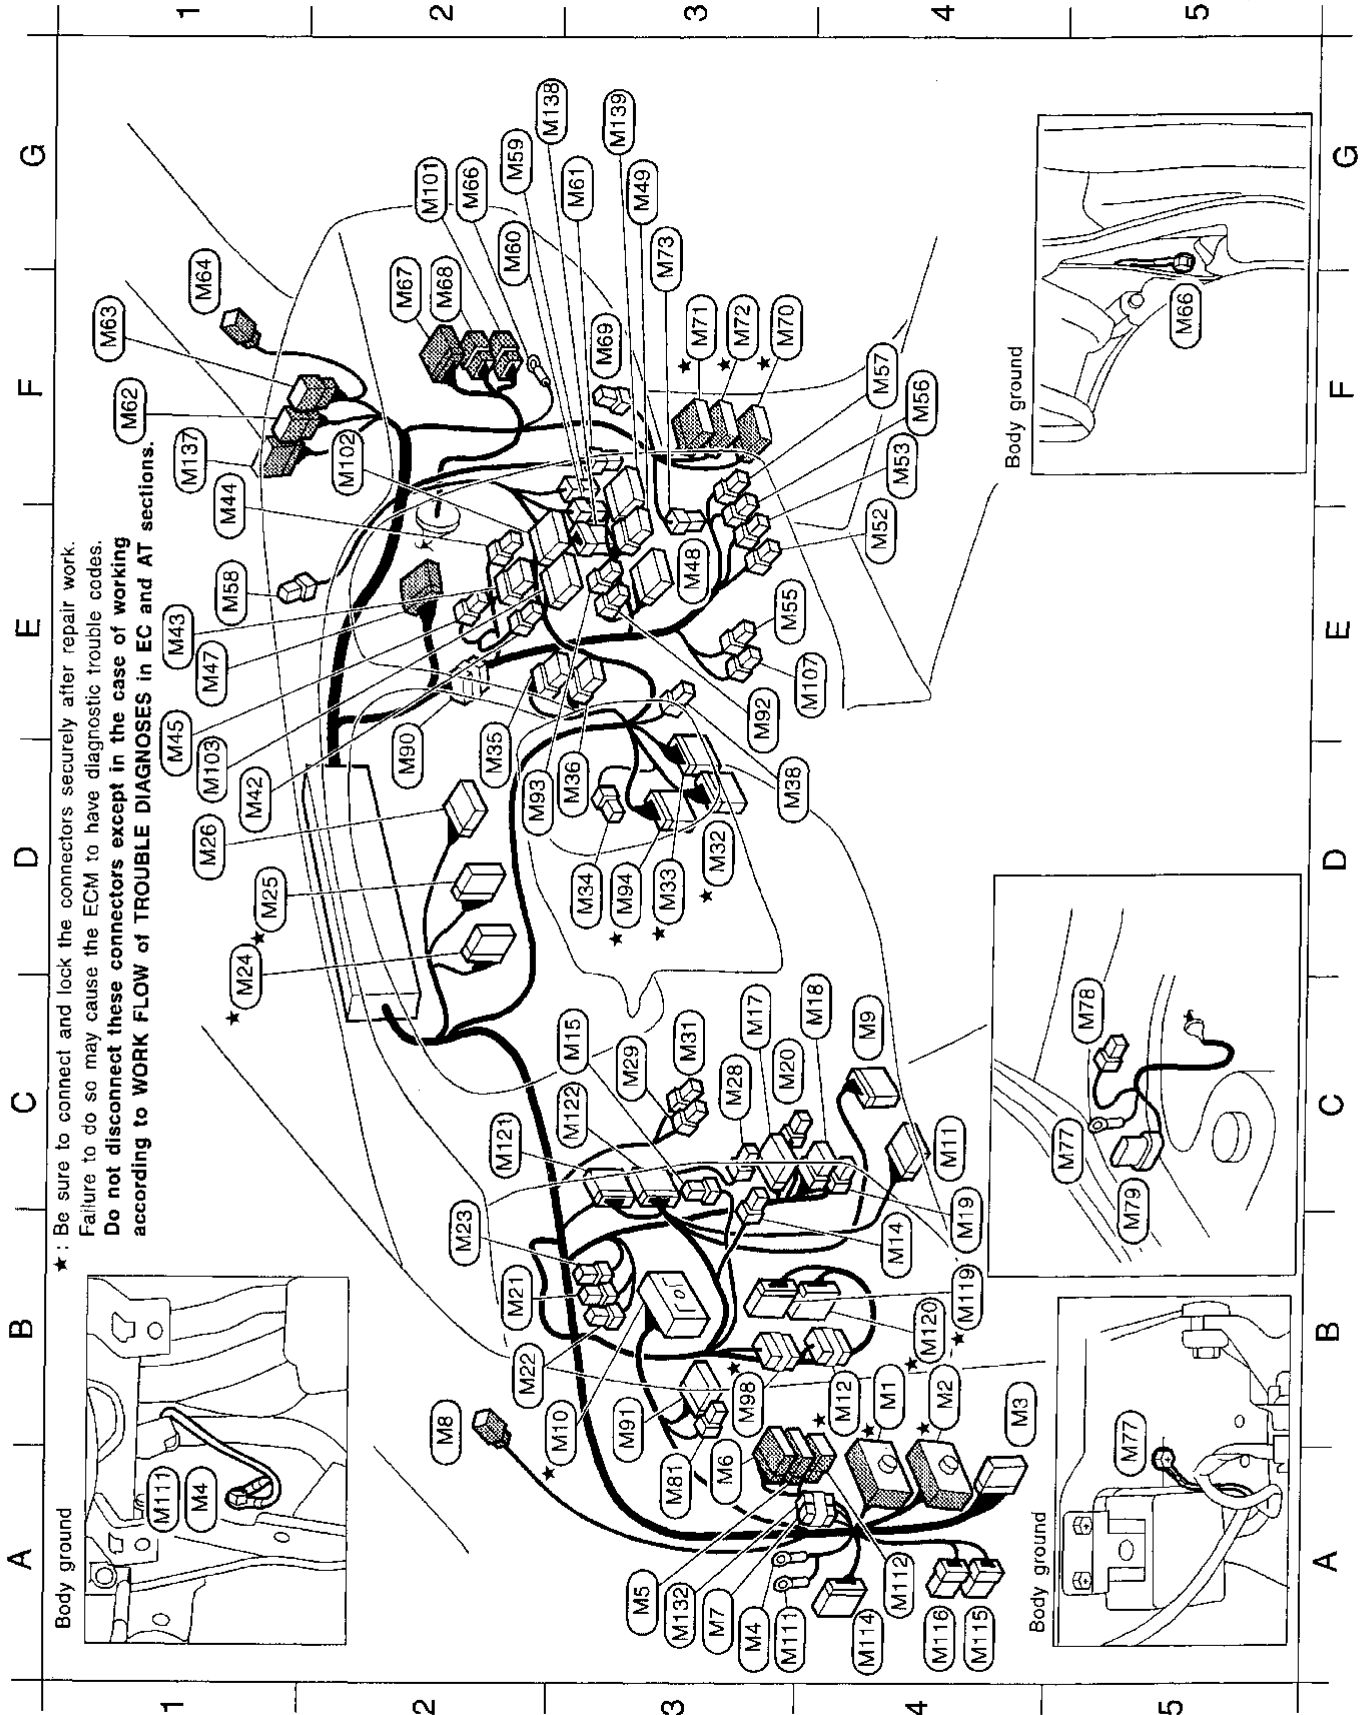 ★ : Be sure to connect and lock the connectors securely after repair work.
Failure to do so may cause the ECM to have diagnostic trouble codes.
Do not disconnect these connectors except in the case of working
according to WORK FLOW of TROUBLE DIAGNOSES in EC and AT sections.
A
B
C
D
E
F
G
1
2
3
4
5
Body ground
M111
M4
M8
★ M10
M22
M21
M23
M121
M122
M15
M29
M31
M28
M17
M20
M18
M9
M11
M19
M14
M119 ★
M120 ★
M91
M81
M98 ★
M12
M6
M1 ★
M2 ★
M3
M5
M132
M7
M4
M111
M114
M112
M116
M115
★ M24
★ M25
M26
M42
M103
M45
M47
M43
M58
M44
M137
M62
M63
M64
M102
M90
M35
M93
M36
M34
★ M94
★ M33
★ M32
M38
M92
M107
M55
M48
M52
M53
M56
M57
M67
M68
M101
M66
M60
M59
M138
M61
M139
M49
M73
M69
★ M71
★ M72
★ M70
Body ground
M77
M78
M77
M79
Body ground
M66
A
B
C
D
E
F
G
1
2
3
4
5